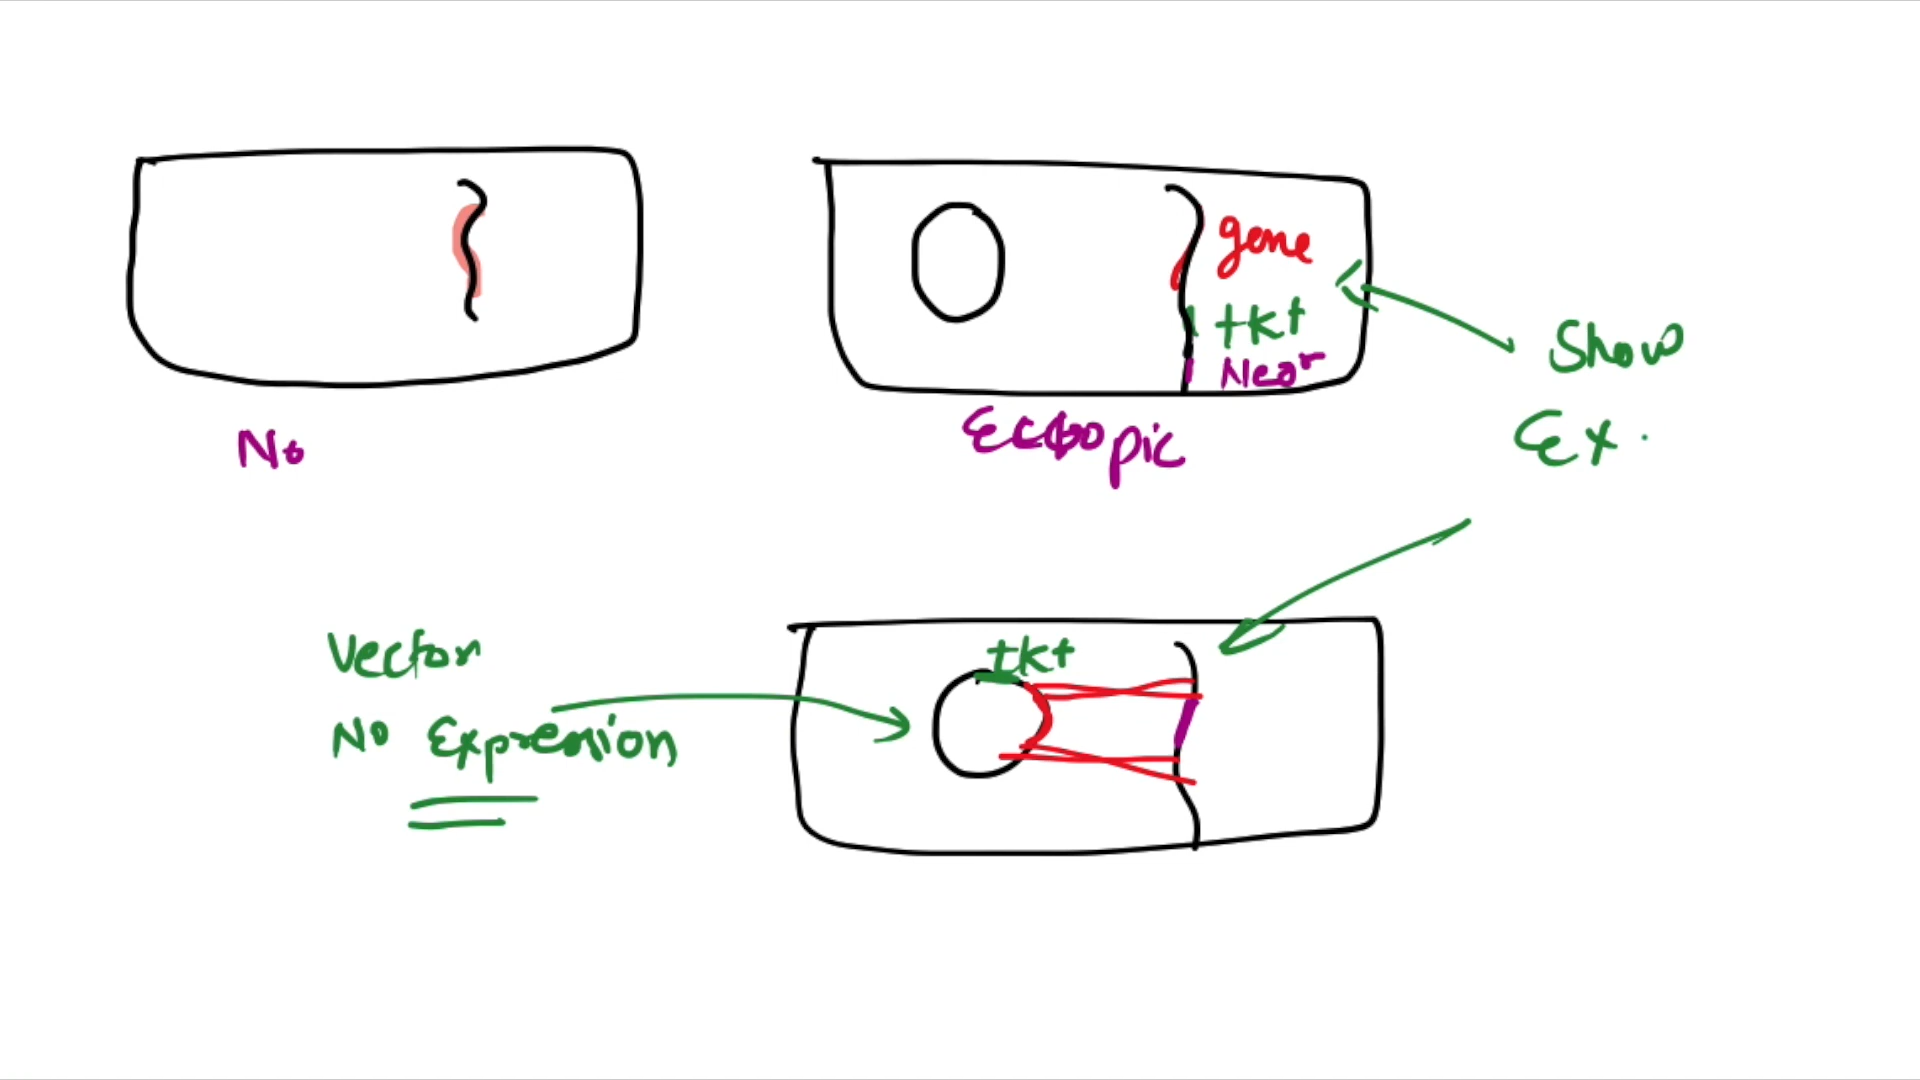 gene
tk+
Neor
No
Ectopic
Show
Ex.
tk+
Vector
No Expression